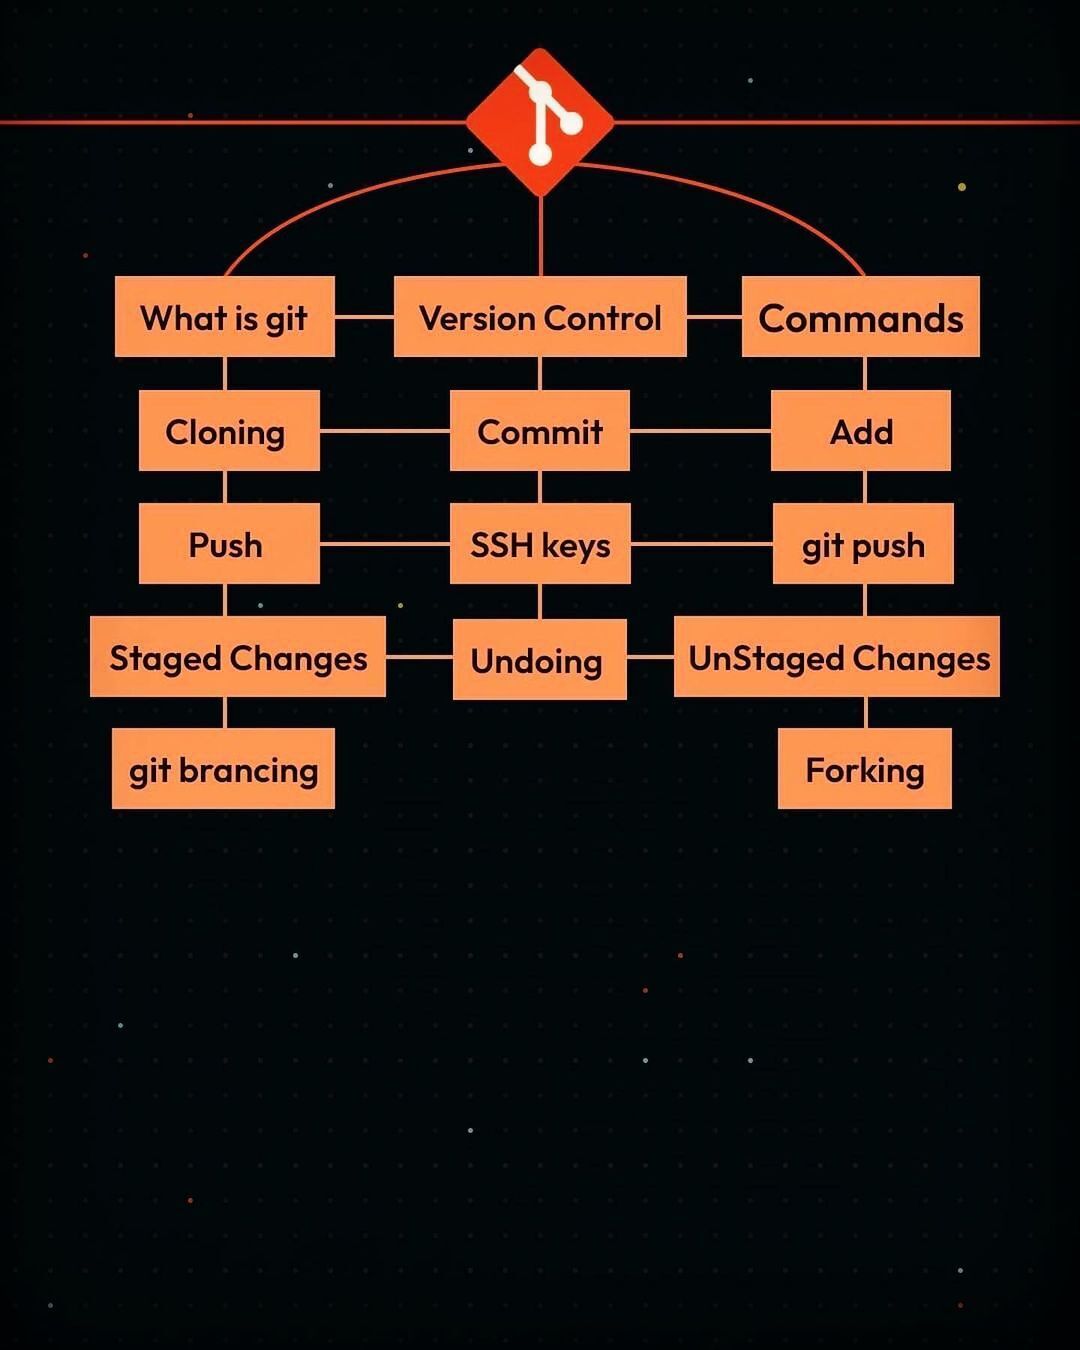 What is git
Version Control
Commands
Cloning
Commit
Add
Push
SSH keys
git push
Staged Changes
Undoing
UnStaged Changes
git brancing
Forking